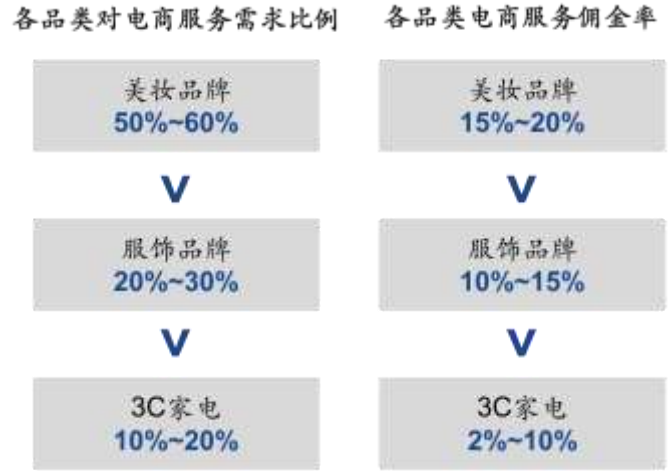 各品类对电商服务需求比例
美妆品牌
50%~60%
V
服饰品牌
20%~30%
V
3C家电
10%~20%
各品类电商服务佣金率
美妆品牌
15%~20%
V
服饰品牌
10%~15%
V
3C家电
2%~10%